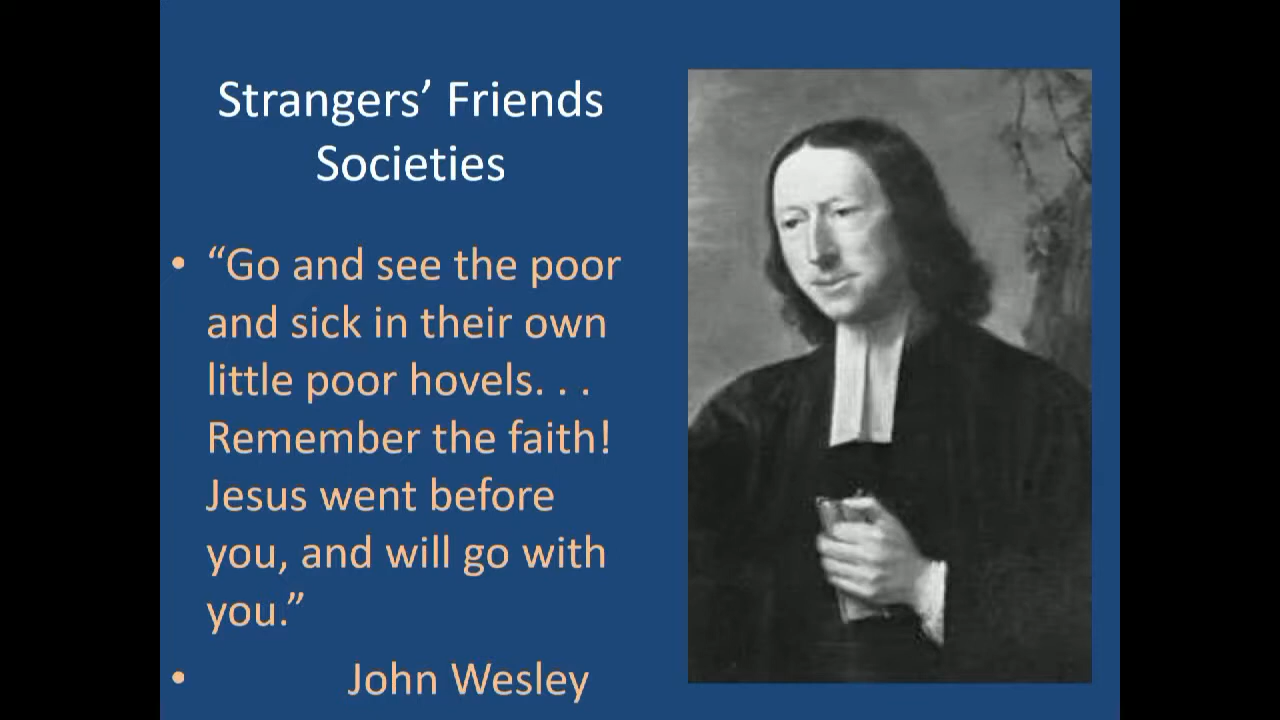 Strangers’ Friends
Societies
• “Go and see the poor
and sick in their own
little poor hovels. . .
Remember the faith!
Jesus went before
you, and will go with
you.”
• John Wesley